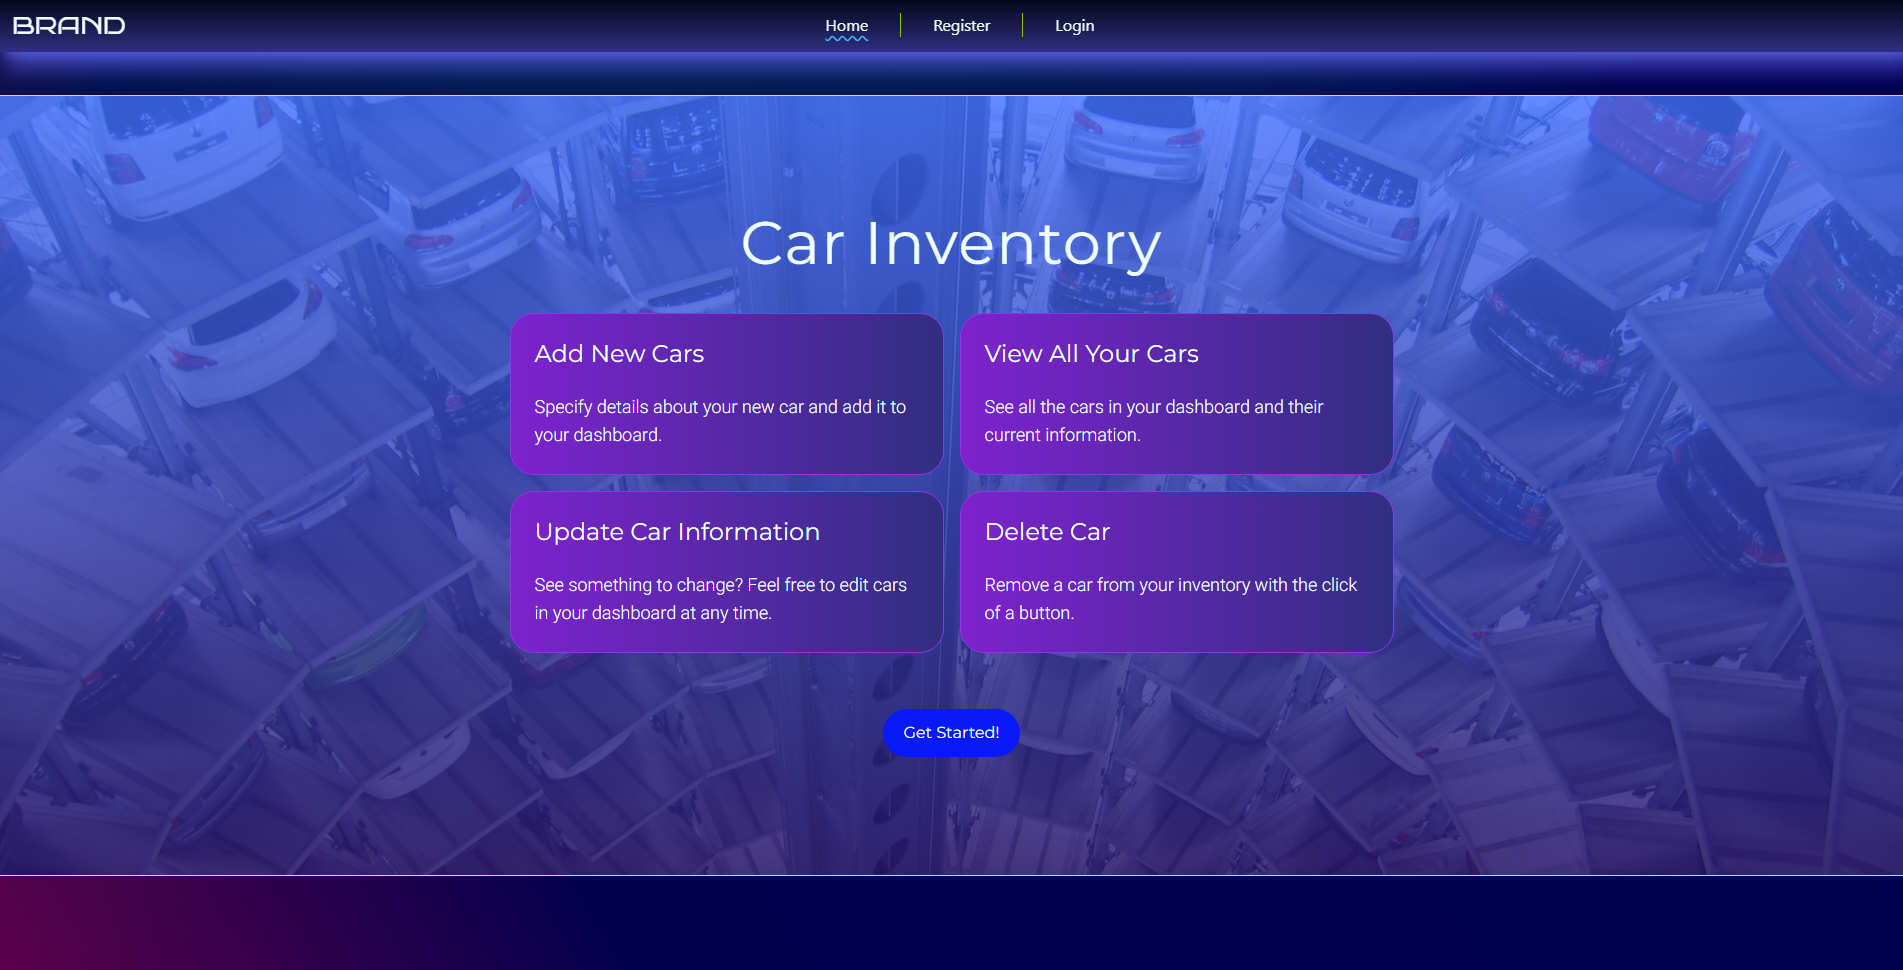 BRAND
Home
Register
Login
Car Inventory
Add New Cars
Specify details about your new car and add it to
your dashboard.
View All Your Cars
See all the cars in your dashboard and their
current information.
Update Car Information
See something to change? Feel free to edit cars
in your dashboard at any time.
Delete Car
Remove a car from your inventory with the click
of a button.
Get Started!